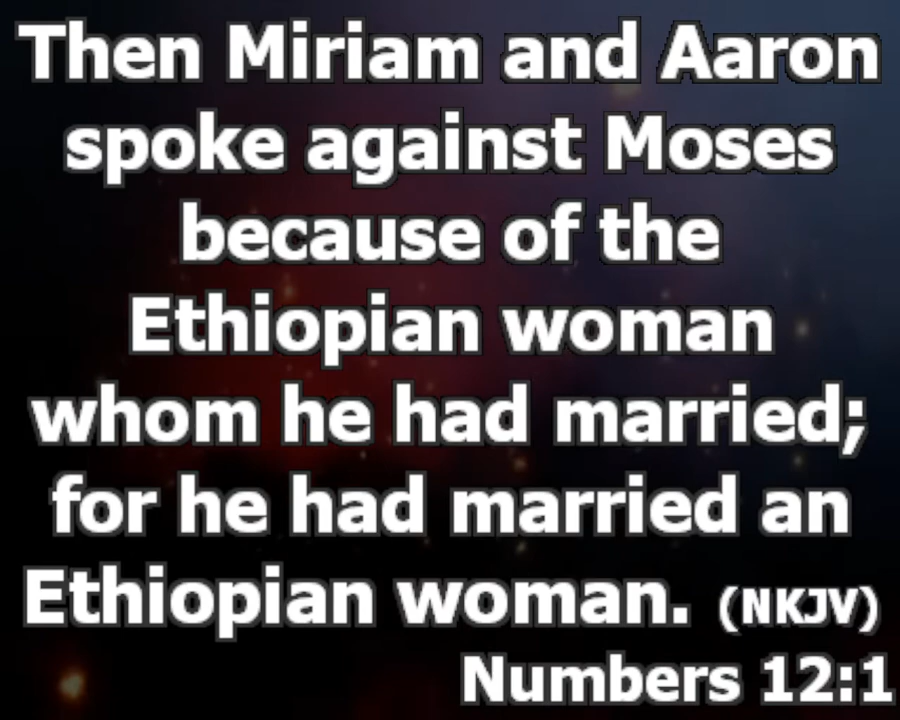 Then Miriam and Aaron
spoke against Moses
because of the
Ethiopian woman
whom he had married;
for he had married an
Ethiopian woman. (NKJV)
Numbers 12:1